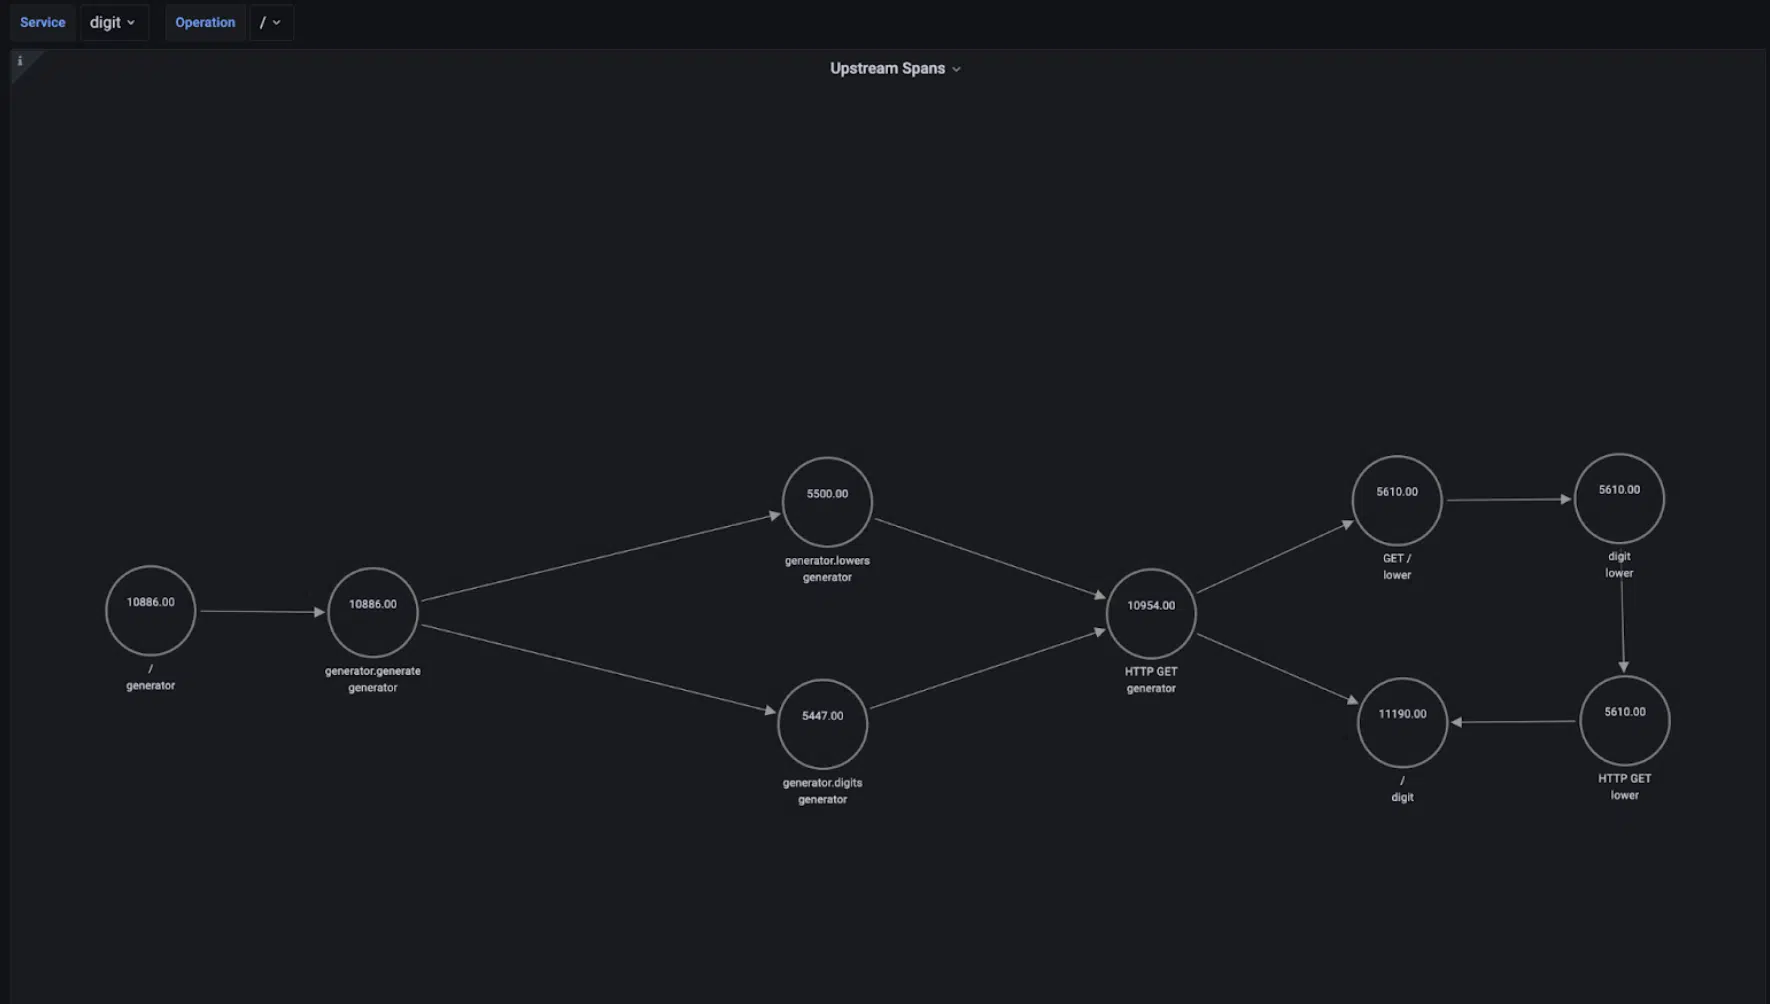 Service digit Operation /
i
Upstream Spans
10886.00
/
generator
10886.00
generator.generate
generator
5500.00
generator.lowers
generator
5447.00
generator.digits
generator
10954.00
HTTP GET
generator
5610.00
GET /
lower
5610.00
digit
lower
11190.00
/
digit
5610.00
HTTP GET
lower